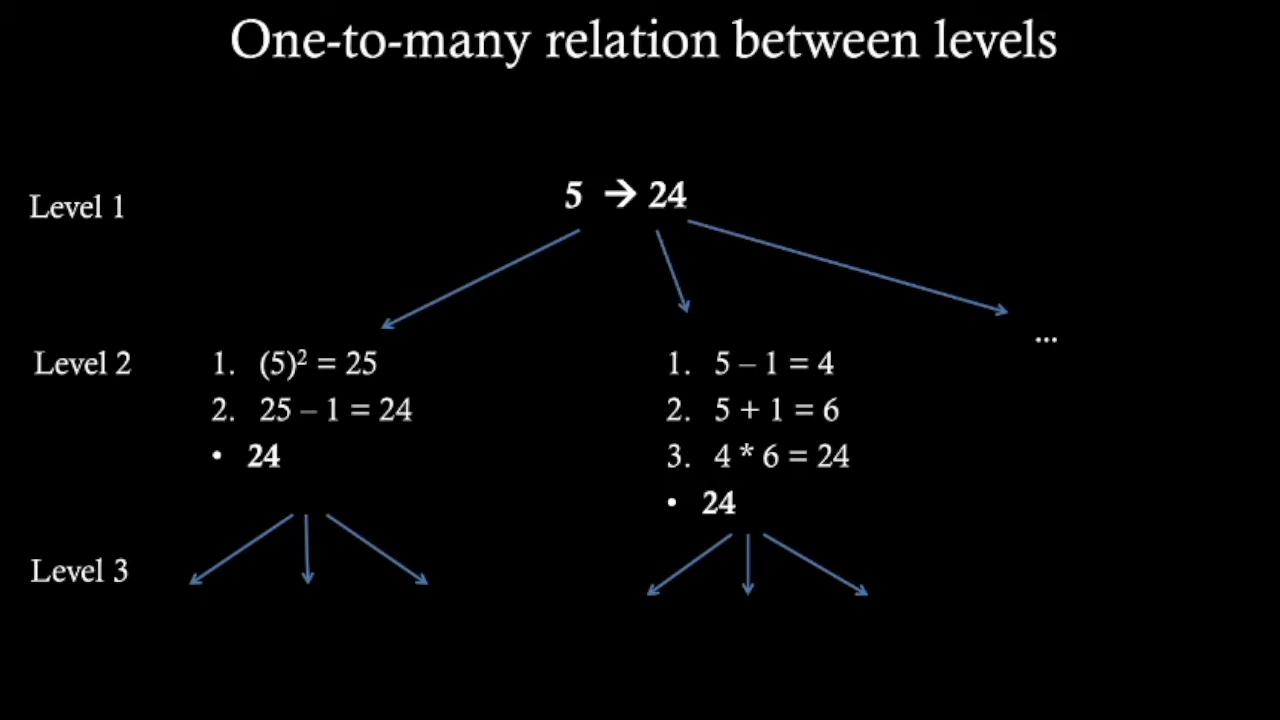 One-to-many relation between levels
Level 1
5 → 24
Level 2
1. (5)² = 25
2. 25 – 1 = 24
• 24
1. 5 – 1 = 4
2. 5 + 1 = 6
3. 4 * 6 = 24
• 24
...
Level 3